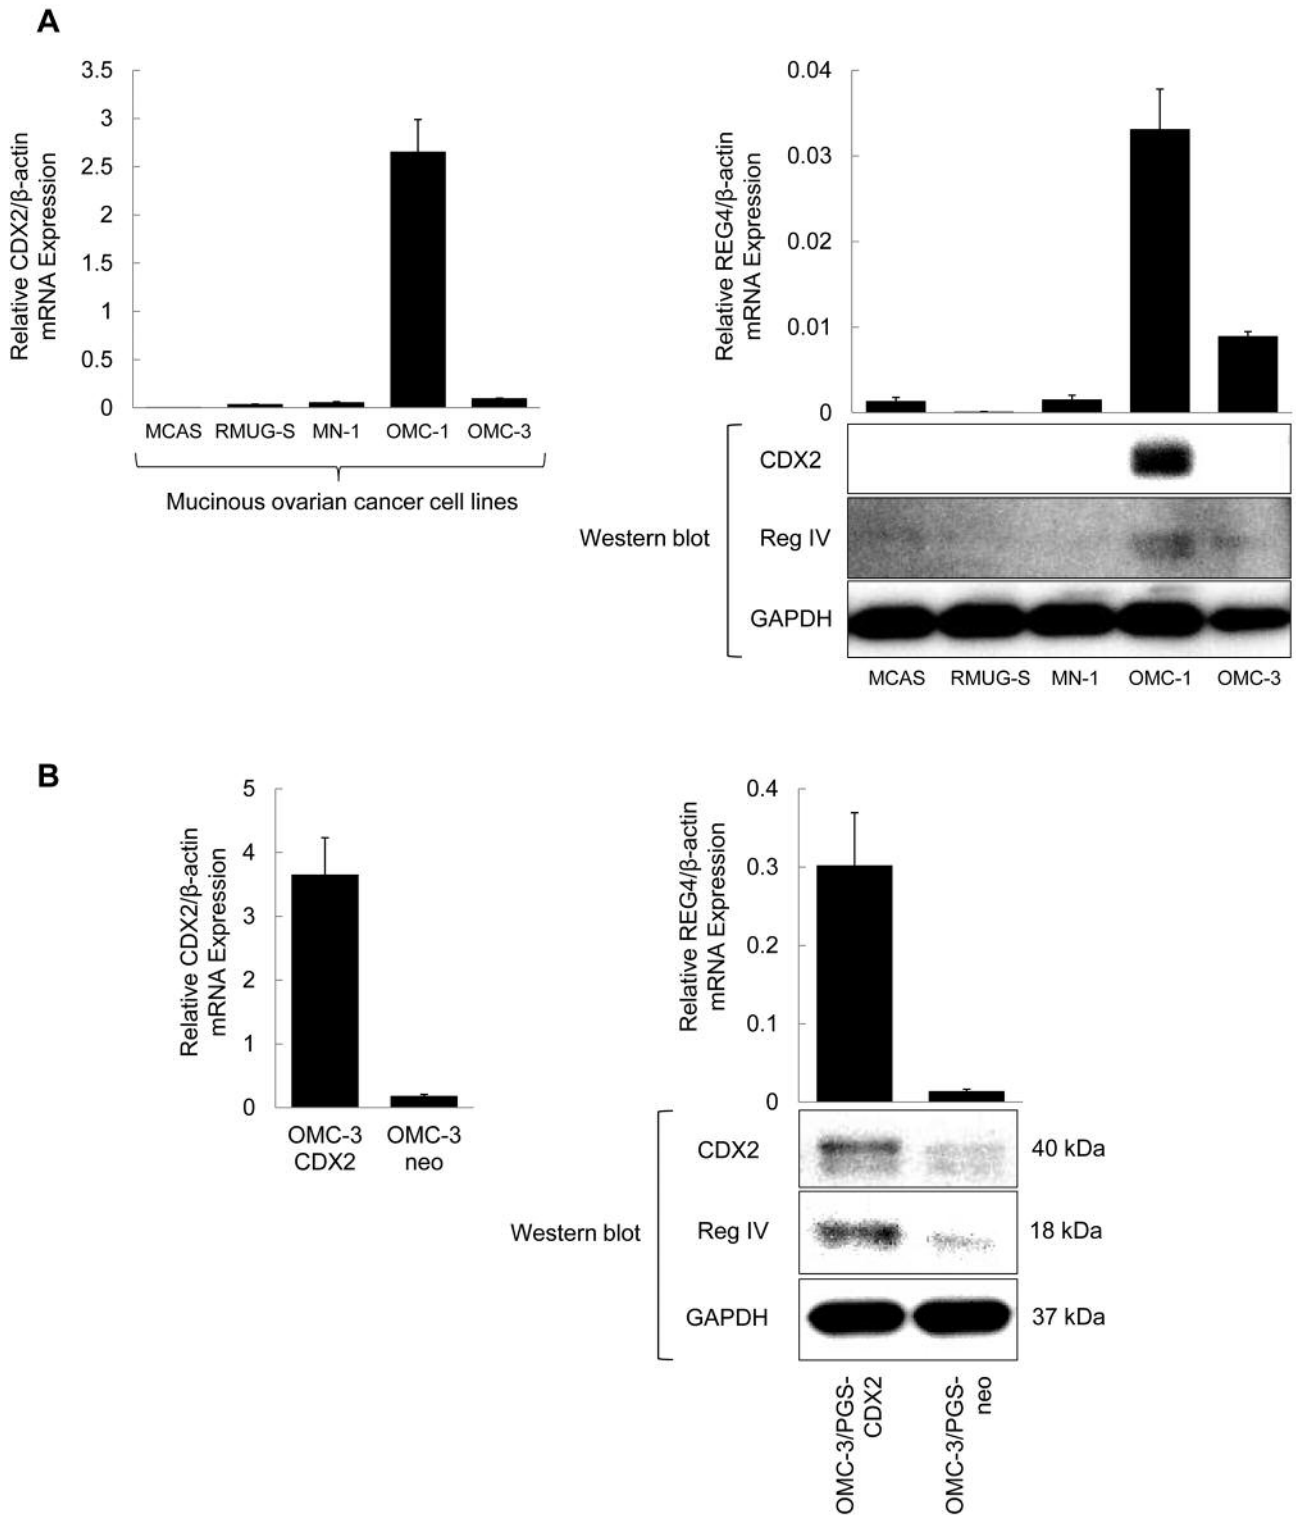 A
3.5
3
2.5
2
1.5
1
0.5
0
Relative CDX2/β-actin
mRNA Expression
MCAS RMUG-S MN-1 OMC-1 OMC-3
Mucinous ovarian cancer cell lines
0.04
0.03
0.02
0.01
0
Relative REG4/β-actin
mRNA Expression
Western blot
CDX2
Reg IV
GAPDH
MCAS RMUG-S MN-1 OMC-1 OMC-3
B
5
4
3
2
1
0
Relative CDX2/β-actin
mRNA Expression
OMC-3
CDX2
OMC-3
neo
0.4
0.3
0.2
0.1
0
Relative REG4/β-actin
mRNA Expression
Western blot
CDX2 40 kDa
Reg IV 18 kDa
GAPDH 37 kDa
OMC-3/PGS-
CDX2
OMC-3/PGS-
neo